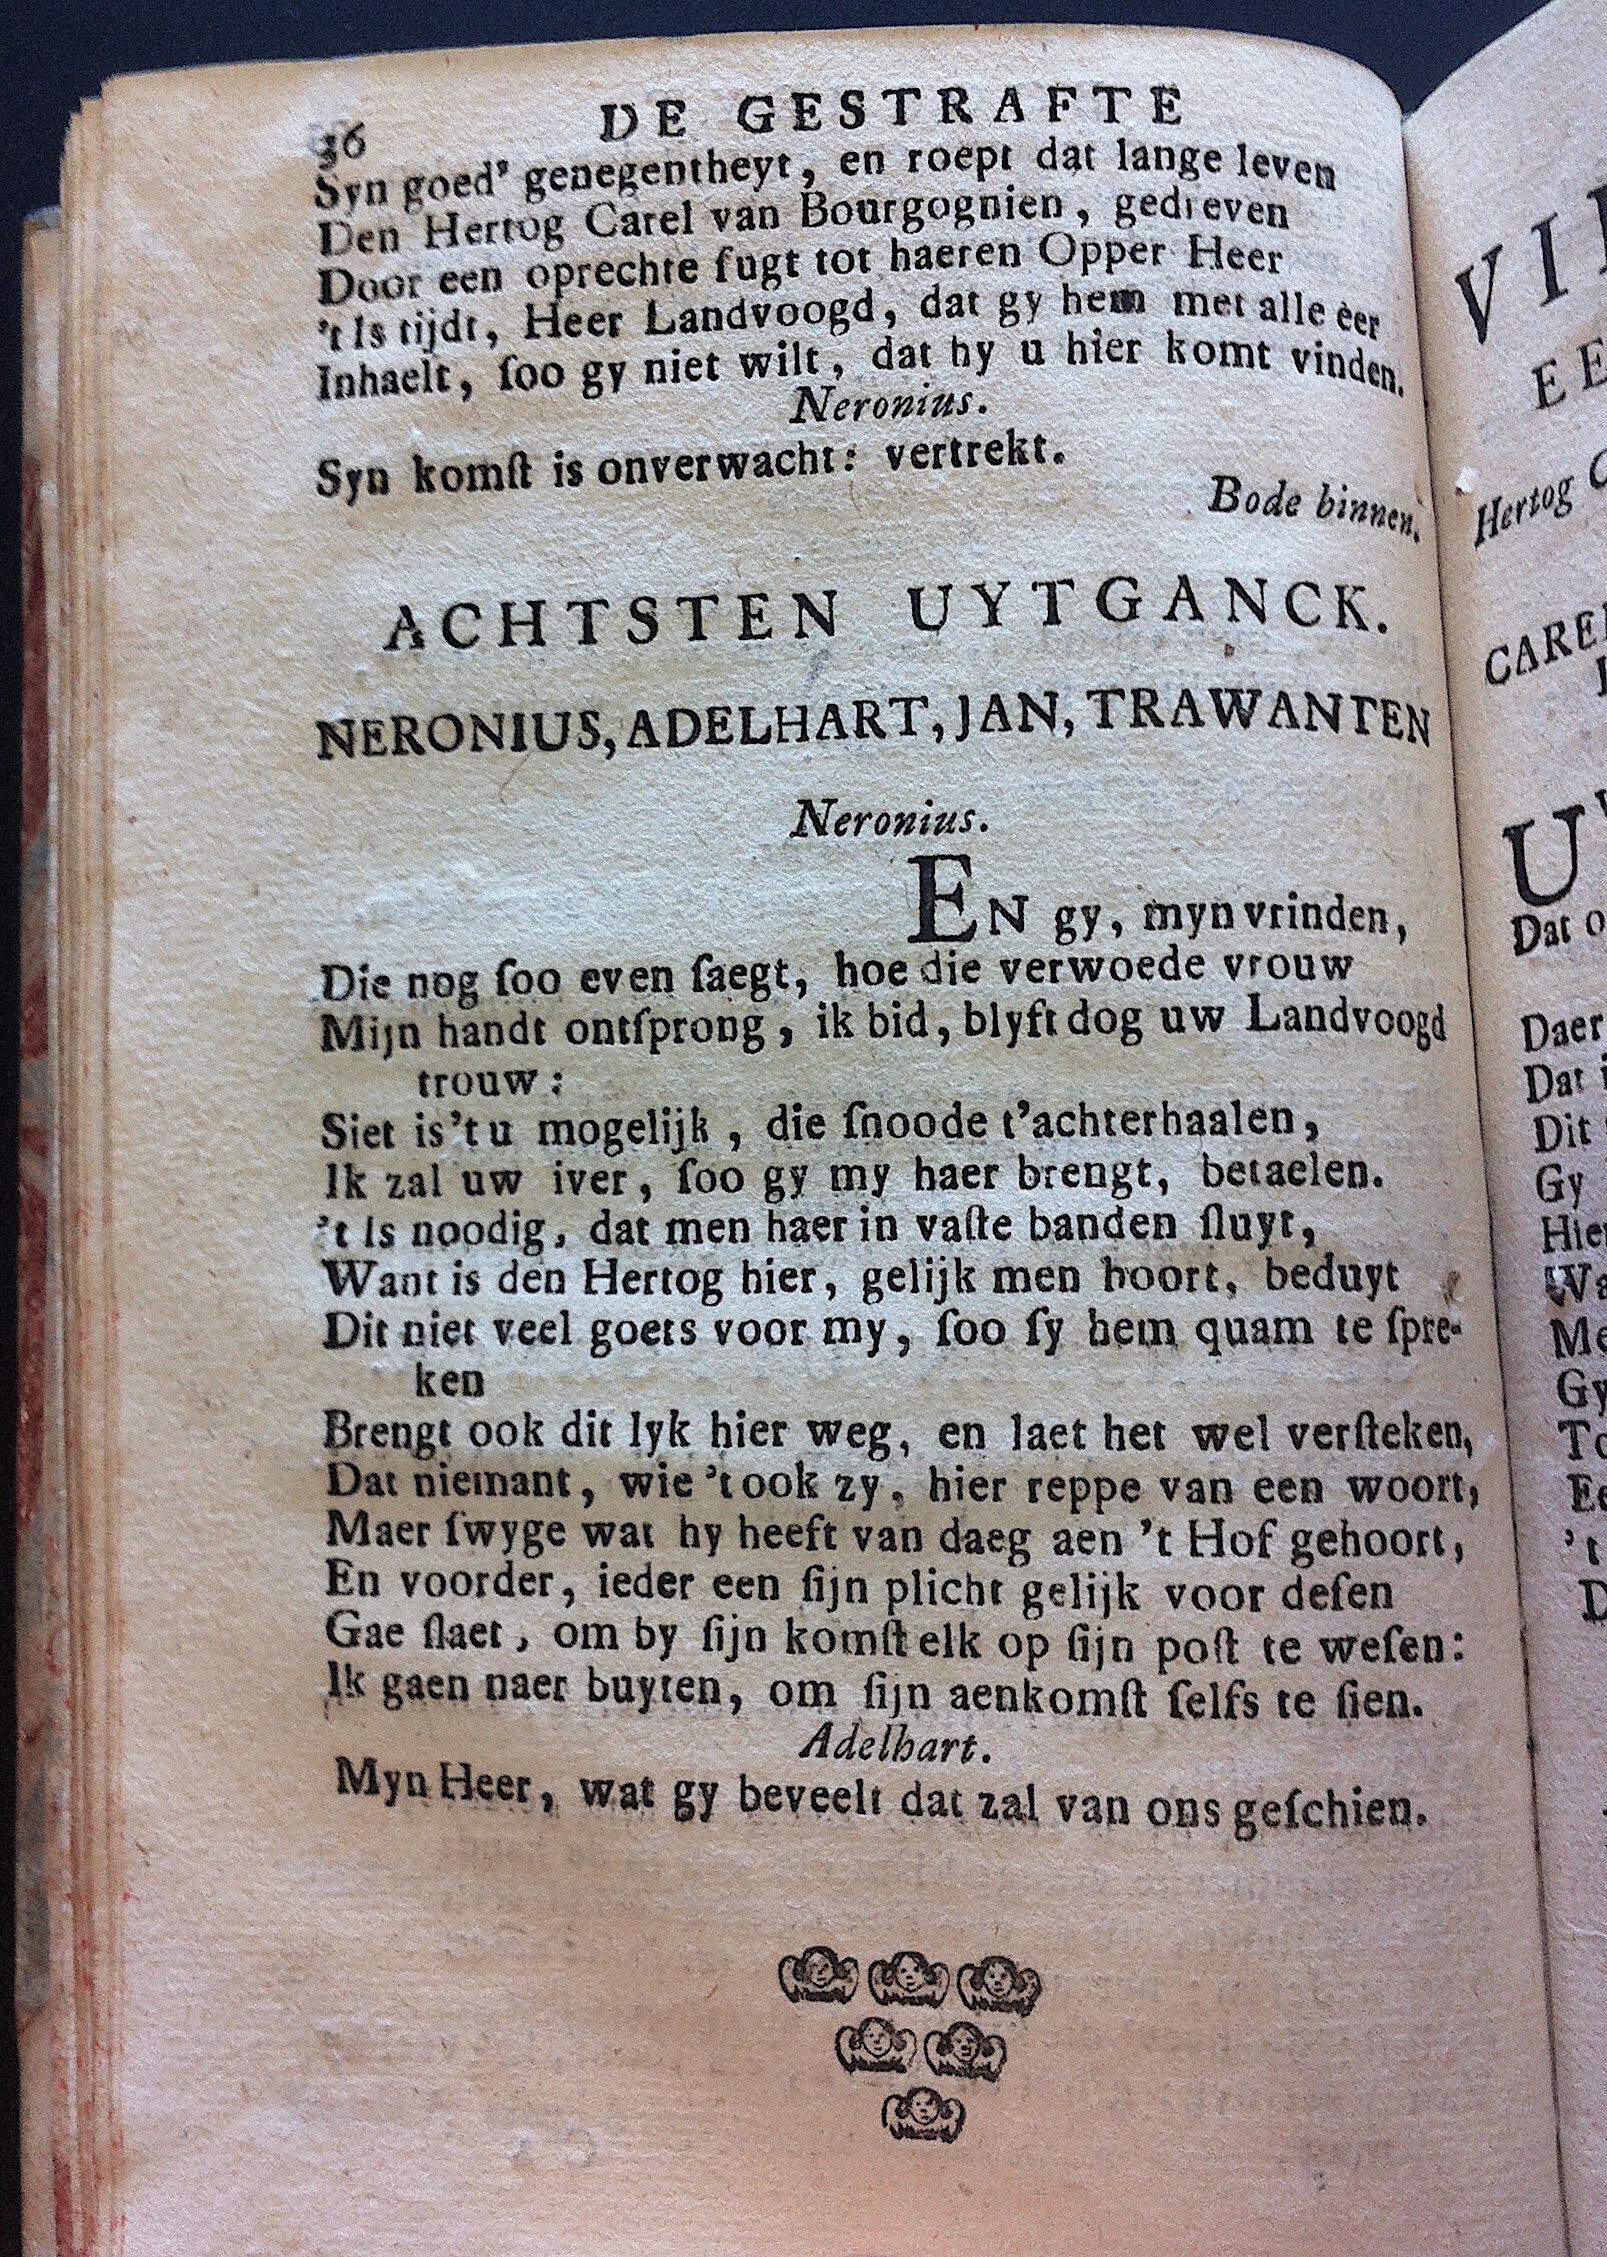 36 DE GESTRAFTE
Syn goed' genegentheyt, en roept dat lange leven
Den Hertog Carel van Bourgognien, gedreven
Door een oprechte fugt tot haeren Opper Heer
't Is tijdt, Heer Landvoogd, dat gy hem met alle èer
Inhaelt, ſoo gy niet wilt, dat hy u hier komt vinden.
Neronius.
Syn komſt is onverwacht: vertrekt.
Bode binnen.
ACHTSTEN UYTGANCK.
NERONIUS, ADELHART, JAN, TRAWANTEN
Neronius.
EN gy, myn vrinden,
Die nog ſoo even ſaegt, hoe die verwoede vrouw
Mijn handt ontſprong, ik bid, blyft dog uw Landvoogd
trouw:
Siet is 't u mogelijk, die ſnoode t'achterhaalen,
Ik zal uw iver, ſoo gy my haer brengt, betaelen.
't Is noodig, dat men haer in vaſte banden ſluyt,
Want is den Hertog hier, gelijk men hoort, beduyt
Dit niet veel goets voor my, ſoo ſy hem quam te ſpre-
ken
Brengt ook dit lyk hier weg, en laet het wel verſteken,
Dat niemant, wie 't ook zy, hier reppe van een woort,
Maer ſwyge wat hy heeft van daeg aen 't Hof gehoort,
En voorder, ieder een ſijn plicht gelijk voor deſen
Gae ſlaet, om by ſijn komſt elk op ſijn poſt te weſen:
Ik gaen naer buyten, om ſijn aenkomſt ſelfs te ſien.
Adelhart.
Myn Heer, wat gy beveelt dat zal van ons geſchien.
Hertog
Dat
Daer
Dat
Dit
Gy